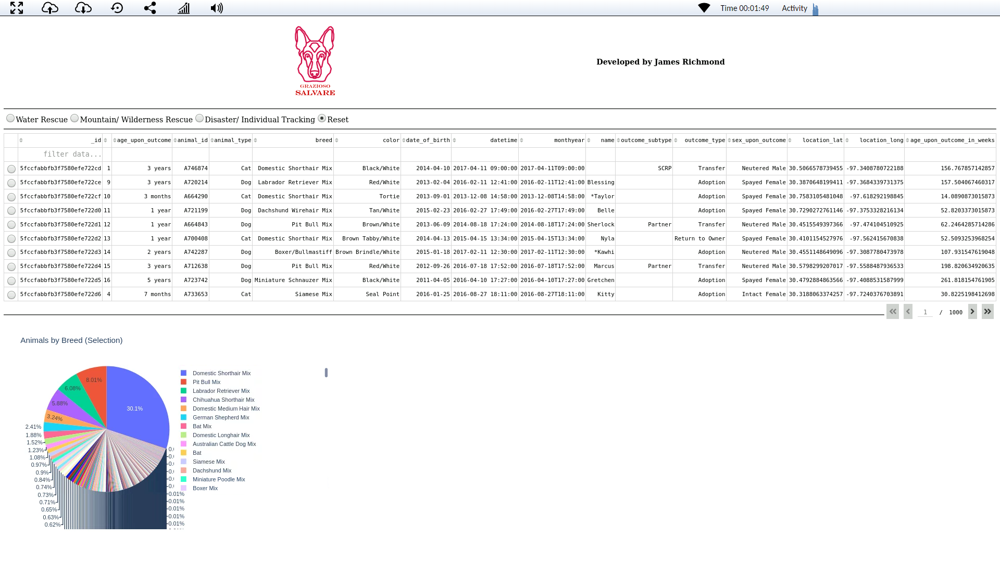 Time 00:01:49 Activity
GRAZIOSO
SALVARE
Developed by James Richmond
Water Rescue Mountain/ Wilderness Rescue Disaster/ Individual Tracking Reset
_id age_upon_outcome animal_id animal_type breed color date_of_birth datetime monthyear name outcome_subtype outcome_type sex_upon_outcome location_lat location_long age_upon_outcome_in_weeks
filter data...
5fccfabbfb3f7580efe722cd 1 3 years A746874 Cat Domestic Shorthair Mix Black/White 2014-04-10 2017-04-11 09:00:00 2017-04-11T09:00:00 SCRP Transfer Neutered Male 30.5066578739455 -97.3408780722188 156.767857142857
5fccfabbfb3f7580efe722ce 9 3 years A720214 Dog Labrador Retriever Mix Red/White 2013-02-04 2016-02-11 12:41:00 2016-02-11T12:41:00 Blessing Adoption Spayed Female 30.3870648199411 -97.3684339731375 157.504067460317
5fccfabbfb3f7580efe722cf 10 3 months A664290 Cat Domestic Shorthair Mix Tortie 2013-09-01 2013-12-08 14:58:00 2013-12-08T14:58:00 *Taylor Adoption Spayed Female 30.7583105481048 -97.618292198845 14.0890873015873
5fccfabbfb3f7580efe722d0 11 1 year A721199 Dog Dachshund Wirehair Mix Tan/White 2015-02-23 2016-02-27 17:49:00 2016-02-27T17:49:00 Belle Adoption Spayed Female 30.7290272761146 -97.3753328216134 52.8203373015873
5fccfabbfb3f7580efe722d1 12 1 year A664843 Dog Pit Bull Mix Brown/White 2013-06-09 2014-08-18 17:24:00 2014-08-18T17:24:00 Sherlock Partner Transfer Neutered Male 30.4515549397366 -97.474104510925 62.2464285714286
5fccfabbfb3f7580efe722d2 13 1 year A700408 Cat Domestic Shorthair Mix Brown Tabby/White 2014-04-13 2015-04-15 13:34:00 2015-04-15T13:34:00 Nyla Return to Owner Spayed Female 30.4101154527976 -97.562415670838 52.5093253968254
5fccfabbfb3f7580efe722d3 14 2 years A742287 Dog Boxer/Bullmastiff Brown Brindle/White 2015-01-18 2017-02-11 12:30:00 2017-02-11T12:30:00 *Kawhi Adoption Neutered Male 30.4551148649096 -97.3087780473978 107.931547619048
5fccfabbfb3f7580efe722d4 15 3 years A712638 Dog Pit Bull Mix Red/White 2012-09-26 2016-07-18 17:52:00 2016-07-18T17:52:00 Marcus Partner Transfer Neutered Male 30.5798299207017 -97.5588487936533 198.820634920635
5fccfabbfb3f7580efe722d5 16 5 years A723742 Dog Miniature Schnauzer Mix Black/White 2011-04-05 2016-04-10 17:27:00 2016-04-10T17:27:00 Gretchen Adoption Spayed Female 30.4792884863566 -97.4088531587999 261.818154761905
5fccfabbfb3f7580efe722d6 4 7 months A733653 Cat Siamese Mix Seal Point 2016-01-25 2016-08-27 18:11:00 2016-08-27T18:11:00 Kitty Adoption Intact Female 30.3188063374257 -97.7240376703891 30.8225198412698
1 / 1000
Animals by Breed (Selection)
30.1%
8.01%
6.08%
5.88%
3.24%
2.41%
1.88%
1.52%
1.23%
1.08%
0.97%
0.9%
0.84%
0.74%
0.73%
0.71%
0.65%
0.63%
0.62%
0.01%
0.01%
0.01%
0.01%
0.01%
Domestic Shorthair Mix
Pit Bull Mix
Labrador Retriever Mix
Chihuahua Shorthair Mix
Domestic Medium Hair Mix
German Shepherd Mix
Bat Mix
Domestic Longhair Mix
Australian Cattle Dog Mix
Bat
Siamese Mix
Dachshund Mix
Miniature Poodle Mix
Boxer Mix